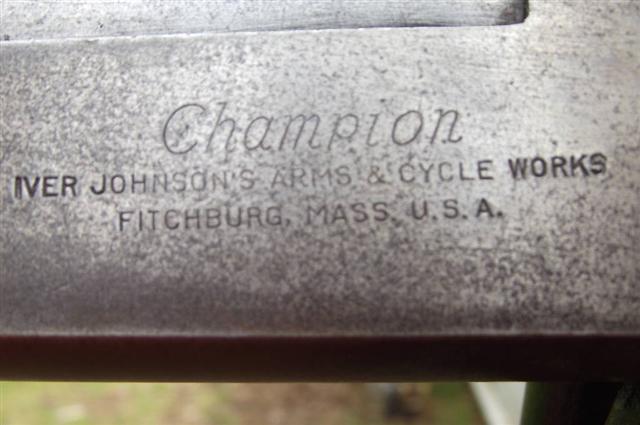 Champion
IVER JOHNSON'S ARMS & CYCLE WORKS
FITCHBURG, MASS. U.S.A.